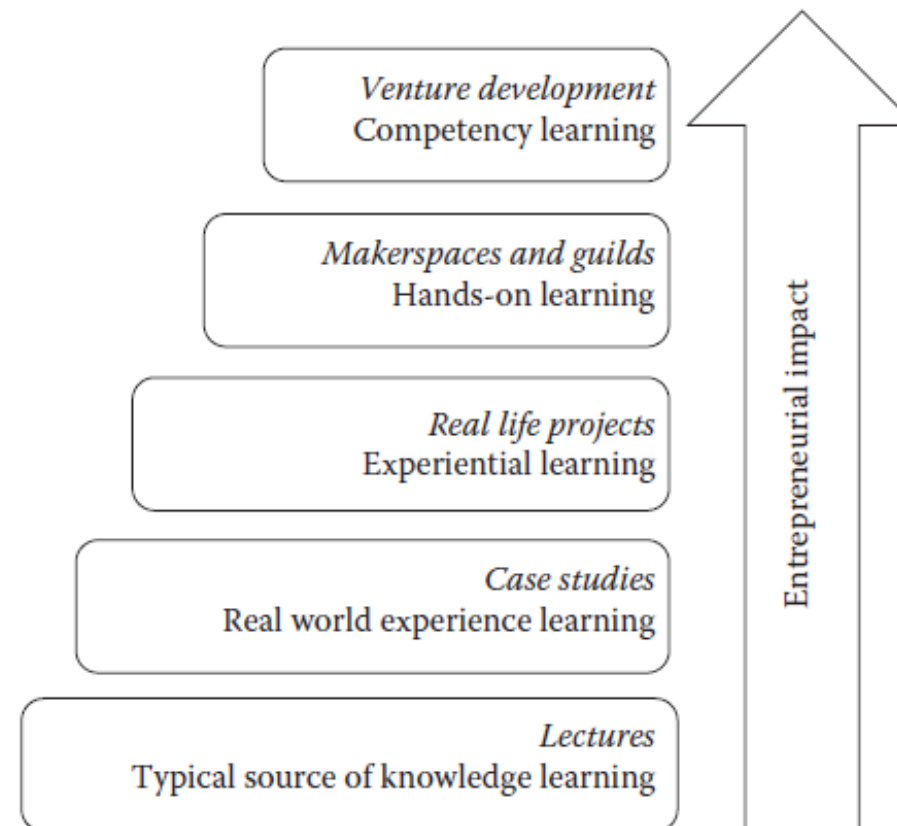 Venture development
Competency learning
Makerspaces and guilds
Hands-on learning
Real life projects
Experiential learning
Case studies
Real world experience learning
Lectures
Typical source of knowledge learning
Entrepreneurial impact